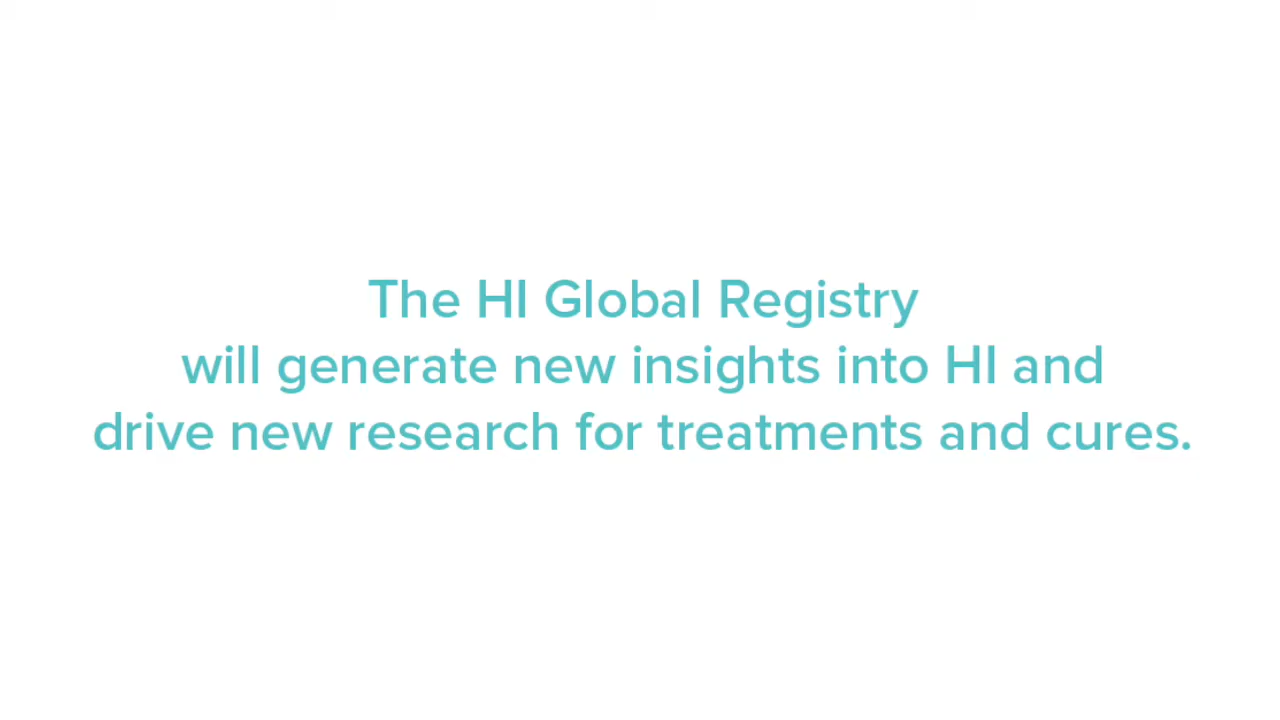 The HI Global Registry
will generate new insights into HI and
drive new research for treatments and cures.